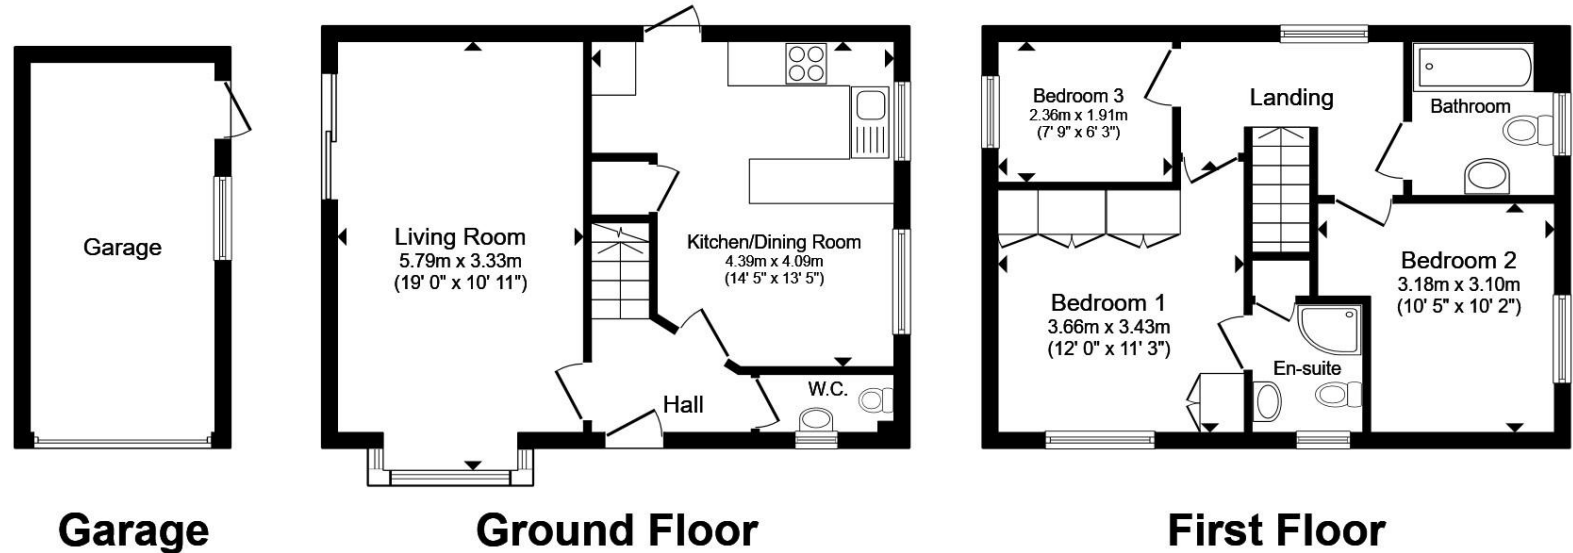 Garage
Garage
Living Room
5.79m x 3.33m
(19' 0" x 10' 11")
Kitchen/Dining Room
4.39m x 4.09m
(14' 5" x 13' 5")
Hall
W.C.
Ground Floor
Bedroom 3
2.36m x 1.91m
(7' 9" x 6' 3")
Landing
Bathroom
Bedroom 1
3.66m x 3.43m
(12' 0" x 11' 3")
En-suite
Bedroom 2
3.18m x 3.10m
(10' 5" x 10' 2")
First Floor